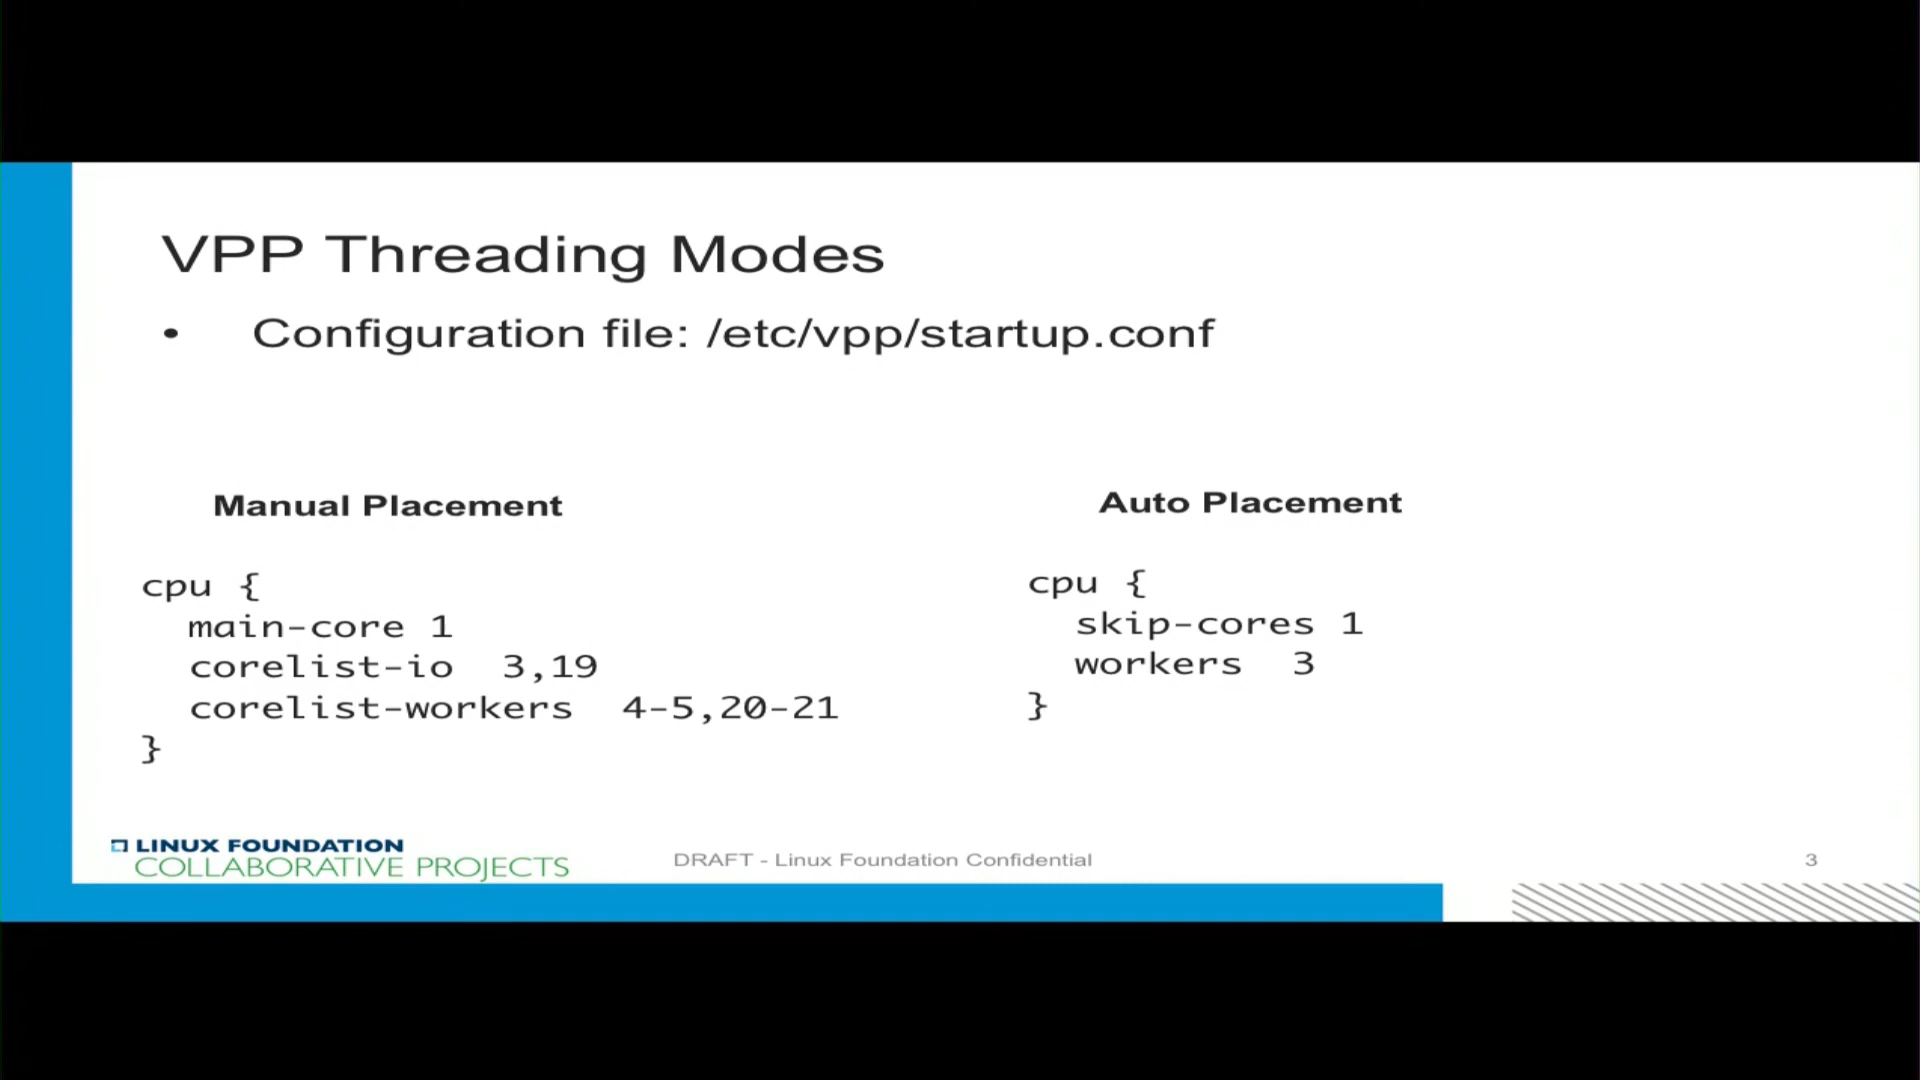 VPP Threading Modes
• Configuration file: /etc/vpp/startup.conf
Manual Placement
cpu {
main-core 1
corelist-io 3,19
corelist-workers 4-5,20-21
}
Auto Placement
cpu {
skip-cores 1
workers 3
}
LINUX FOUNDATION
COLLABORATIVE PROJECTS
DRAFT - Linux Foundation Confidential
3